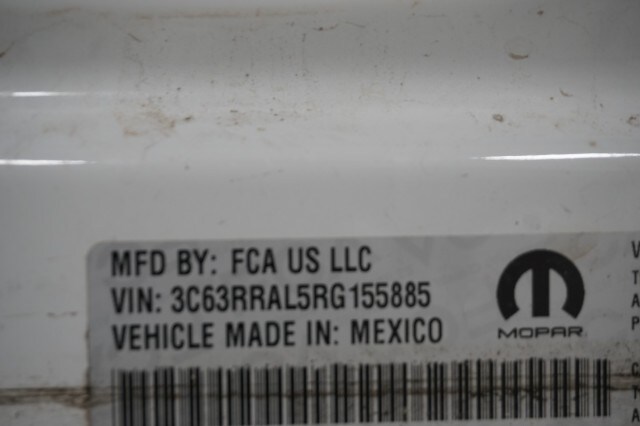 MFD BY: FCA US LLC
VIN: 3C63RRAL5RG155885
VEHICLE MADE IN: MEXICO
MOPAR
V
T
A
P
C
T
A